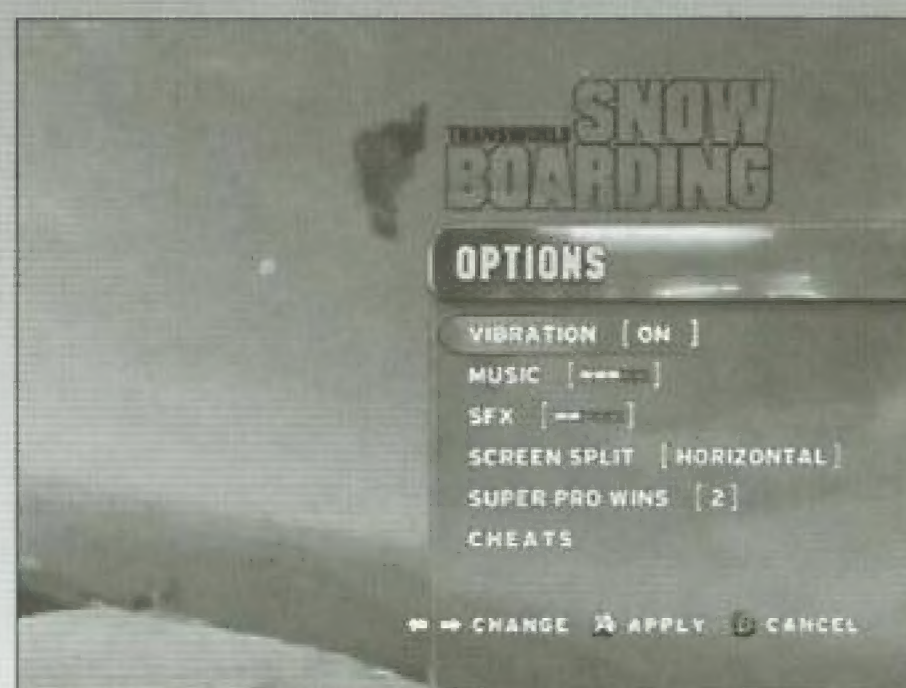 TRANSWORLD SNOW
BOARDING
OPTIONS
VIBRATION [ ON ]
MUSIC [ ]
SFX [ ]
SCREEN SPLIT [ HORIZONTAL ]
SUPER PRO WINS [ 2 ]
CHEATS
CHANGE A APPLY B CANCEL